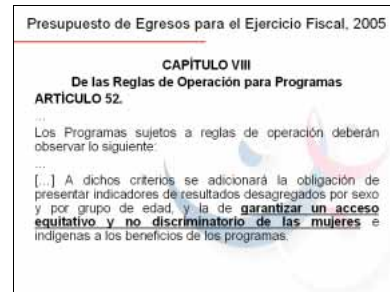 Presupuesto de Egresos para el Ejercicio Fiscal, 2005
CAPÍTULO VIII
De las Reglas de Operación para Programas
ARTÍCULO 52.
...
Los Programas sujetos a reglas de operación deberán
observar lo siguiente:
...
[...] A dichos criterios se adicionará la obligación de
presentar indicadores de resultados desagregados por sexo
y por grupo de edad, y la de garantizar un acceso
equitativo y no discriminatorio de las mujeres e
indígenas a los beneficios de los programas.